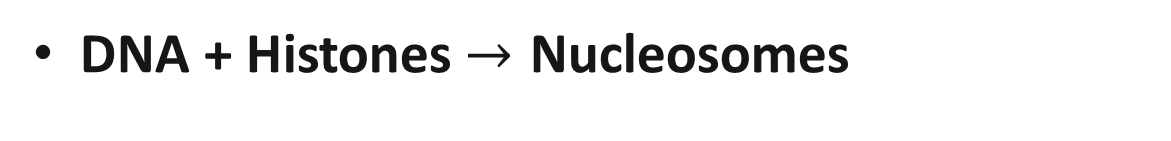 • DNA + Histones → Nucleosomes